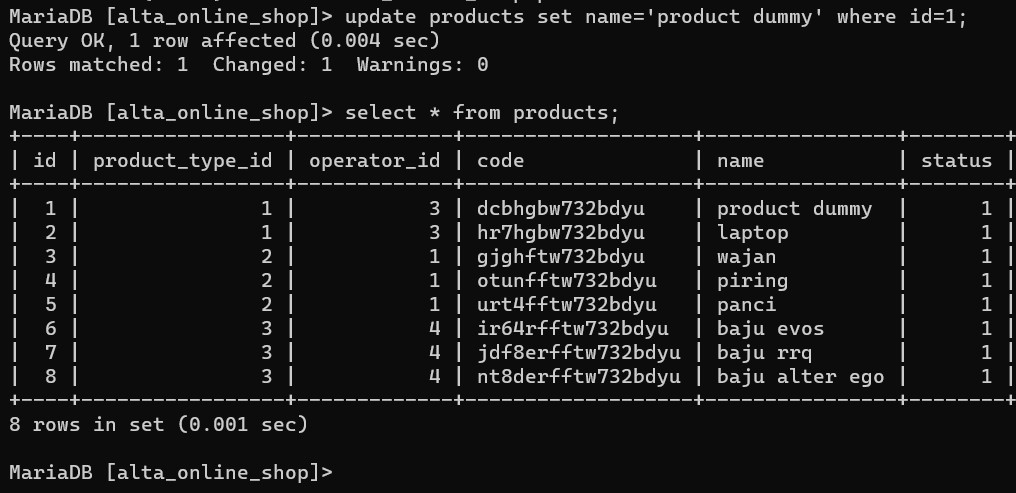 MariaDB [alta_online_shop]> update products set name='product dummy' where id=1;
Query OK, 1 row affected (0.004 sec)
Rows matched: 1  Changed: 1  Warnings: 0

MariaDB [alta_online_shop]> select * from products;
+----+-----------------+-------------+-------------------+----------------+--------+
| id | product_type_id | operator_id | code              | name           | status |
+----+-----------------+-------------+-------------------+----------------+--------+
|  1 |               1 |           3 | dcbhgbw732bdyu    | product dummy  |      1 |
|  2 |               1 |           3 | hr7hgbw732bdyu    | laptop         |      1 |
|  3 |               2 |           1 | gjghftw732bdyu    | wajan          |      1 |
|  4 |               2 |           1 | otunfftw732bdyu   | piring         |      1 |
|  5 |               2 |           1 | urt4fftw732bdyu   | panci          |      1 |
|  6 |               3 |           4 | ir64rfftw732bdyu  | baju evos      |      1 |
|  7 |               3 |           4 | jdf8erfftw732bdyu | baju rrq       |      1 |
|  8 |               3 |           4 | nt8derfftw732bdyu | baju alter ego |      1 |
+----+-----------------+-------------+-------------------+----------------+--------+
8 rows in set (0.001 sec)

MariaDB [alta_online_shop]>